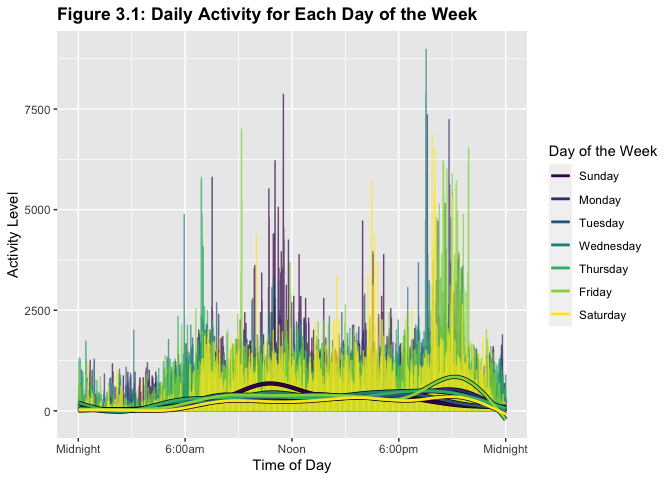 Figure 3.1: Daily Activity for Each Day of the Week
7500
5000
2500
0
Activity Level
Midnight 6:00am Noon 6:00pm Midnight
Time of Day
Day of the Week
Sunday
Monday
Tuesday
Wednesday
Thursday
Friday
Saturday